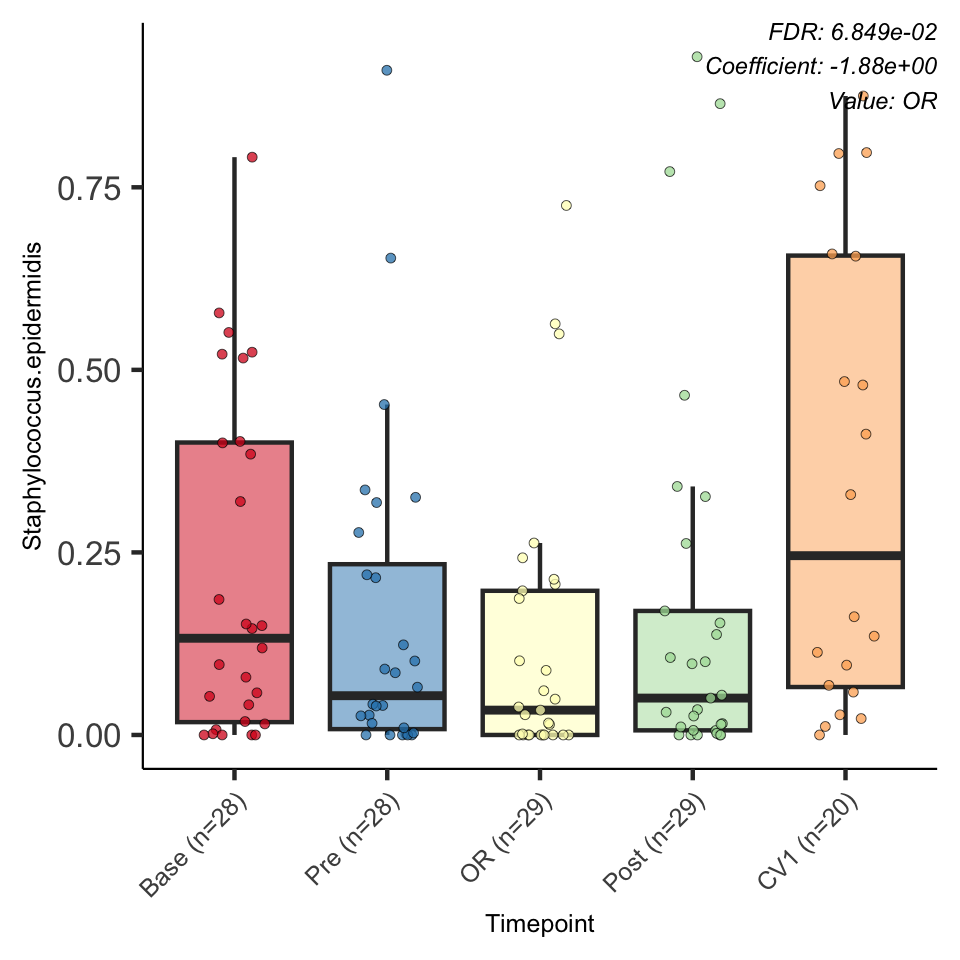 FDR: 6.849e-02
Coefficient: -1.88e+00
Value: OR
Staphylococcus.epidermidis
0.75
0.50
0.25
0.00
Base (n=28)
Pre (n=28)
OR (n=29)
Post (n=29)
CV1 (n=20)
Timepoint